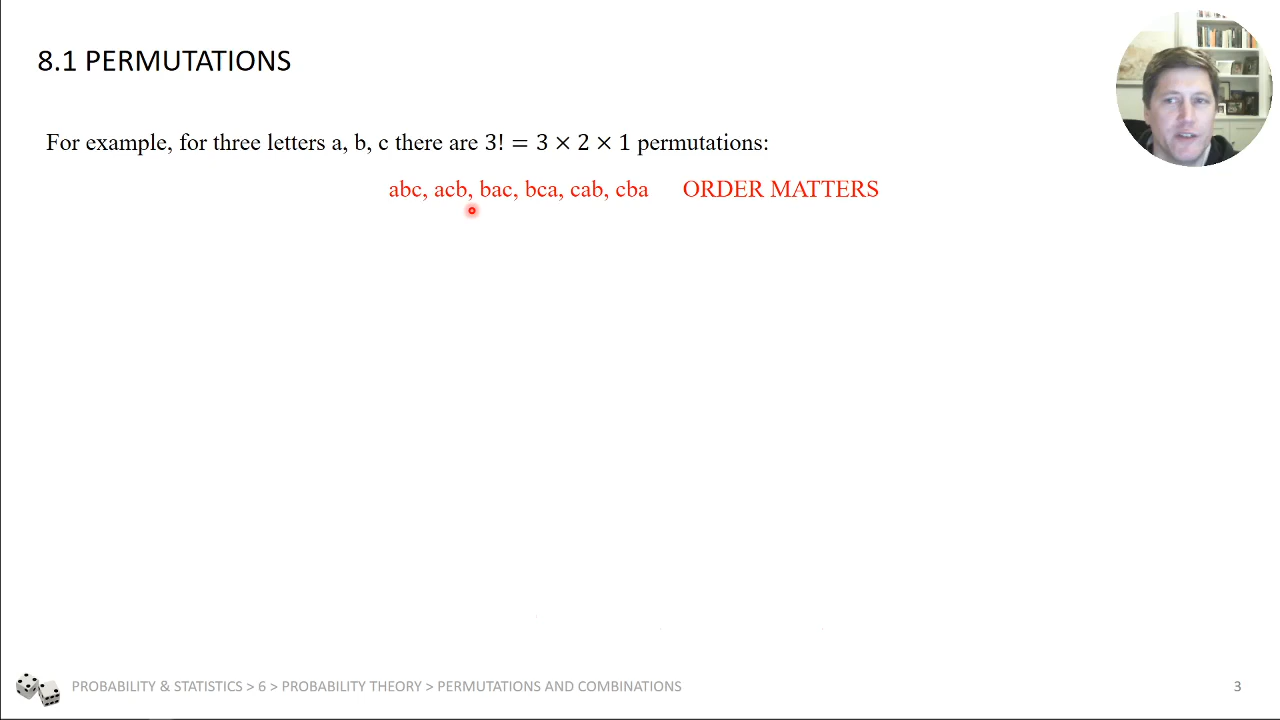 8.1 PERMUTATIONS
For example, for three letters a, b, c there are 3! = 3 × 2 × 1 permutations:
abc, acb, bac, bca, cab, cba ORDER MATTERS
PROBABILITY & STATISTICS > 6 > PROBABILITY THEORY > PERMUTATIONS AND COMBINATIONS 3